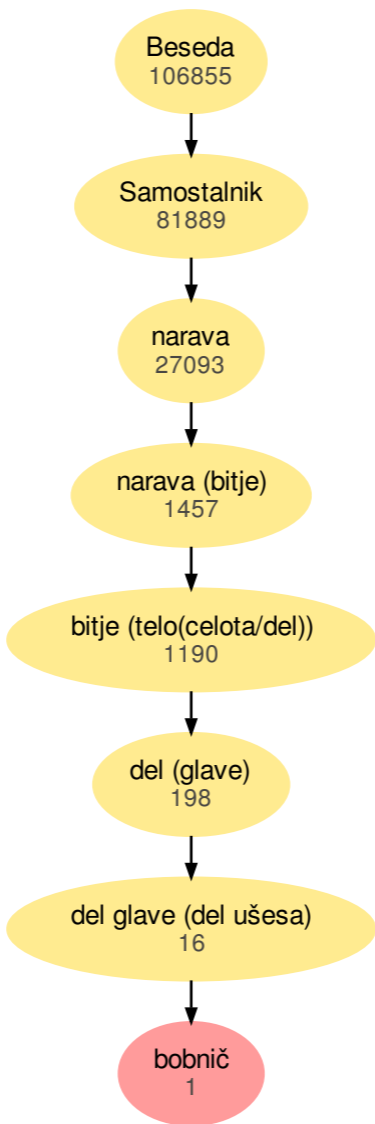 Beseda
106855
Samostalnik
81889
narava
27093
narava (bitje)
1457
bitje (telo(celota/del))
1190
del (glave)
198
del glave (del ušesa)
16
bobnič
1